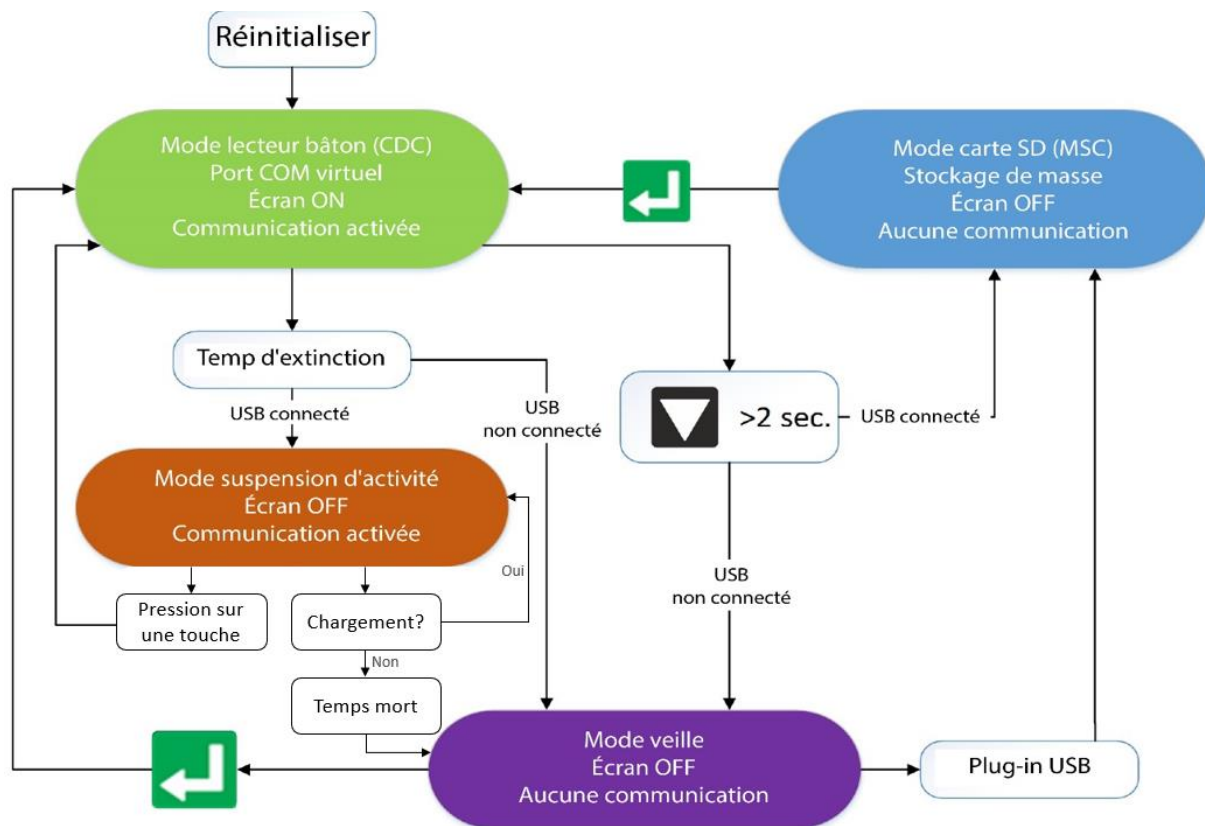 Réinitialiser
Mode lecteur bâton (CDC)
Port COM virtuel
Écran ON
Communication activée
Mode carte SD (MSC)
Stockage de masse
Écran OFF
Aucune communication
Temp d'extinction
USB connecté
USB
non connecté
>2 sec.
USB connecté
Mode suspension d'activité
Écran OFF
Communication activée
Oui
USB
non connecté
Pression sur
une touche
Chargement?
Non
Temps mort
Mode veille
Écran OFF
Aucune communication
Plug-in USB